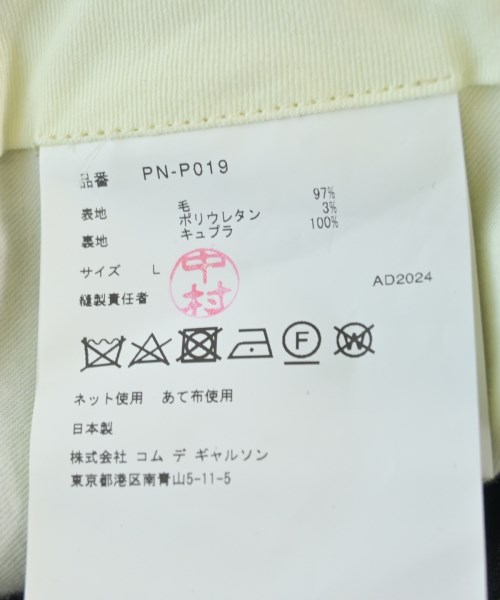 品番 PN-P019
表地 毛 97%
ポリウレタン 3%
裏地 キュプラ 100%
サイズ L
中村
AD2024
縫製責任者
F W
ネット使用 あて布使用
日本製
株式会社 コム デ ギャルソン
東京都港区南青山5-11-5